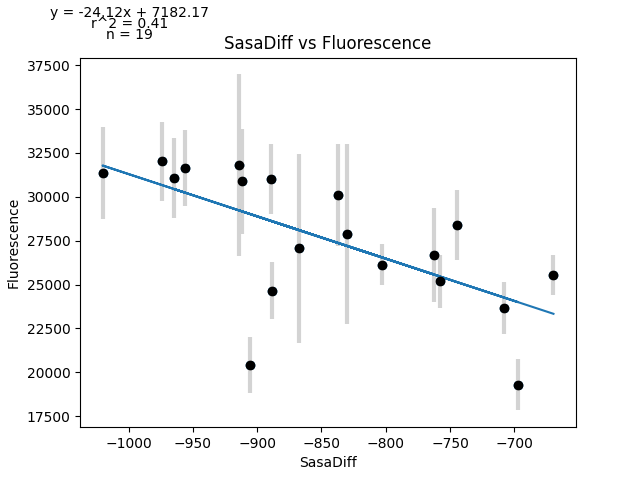 y = -24.12x + 7182.17
r^2 = 0.41
n = 19
SasaDiff vs Fluorescence
37500
35000
32500
30000
27500
25000
22500
20000
17500
Fluorescence
−1000
−950
−900
−850
−800
−750
−700
SasaDiff